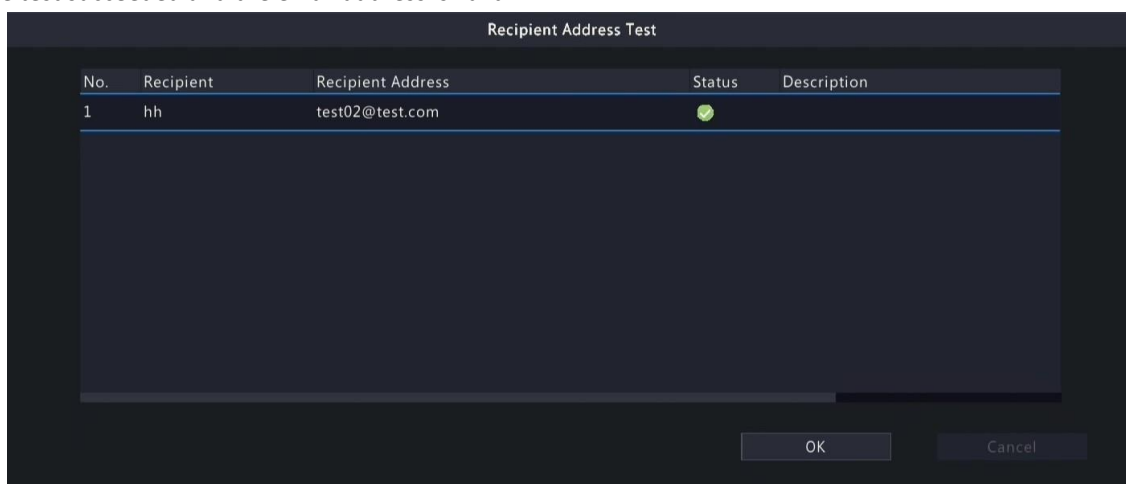 Recipient Address Test
No. Recipient Recipient Address Status Description
1 hh test02@test.com
OK Cancel